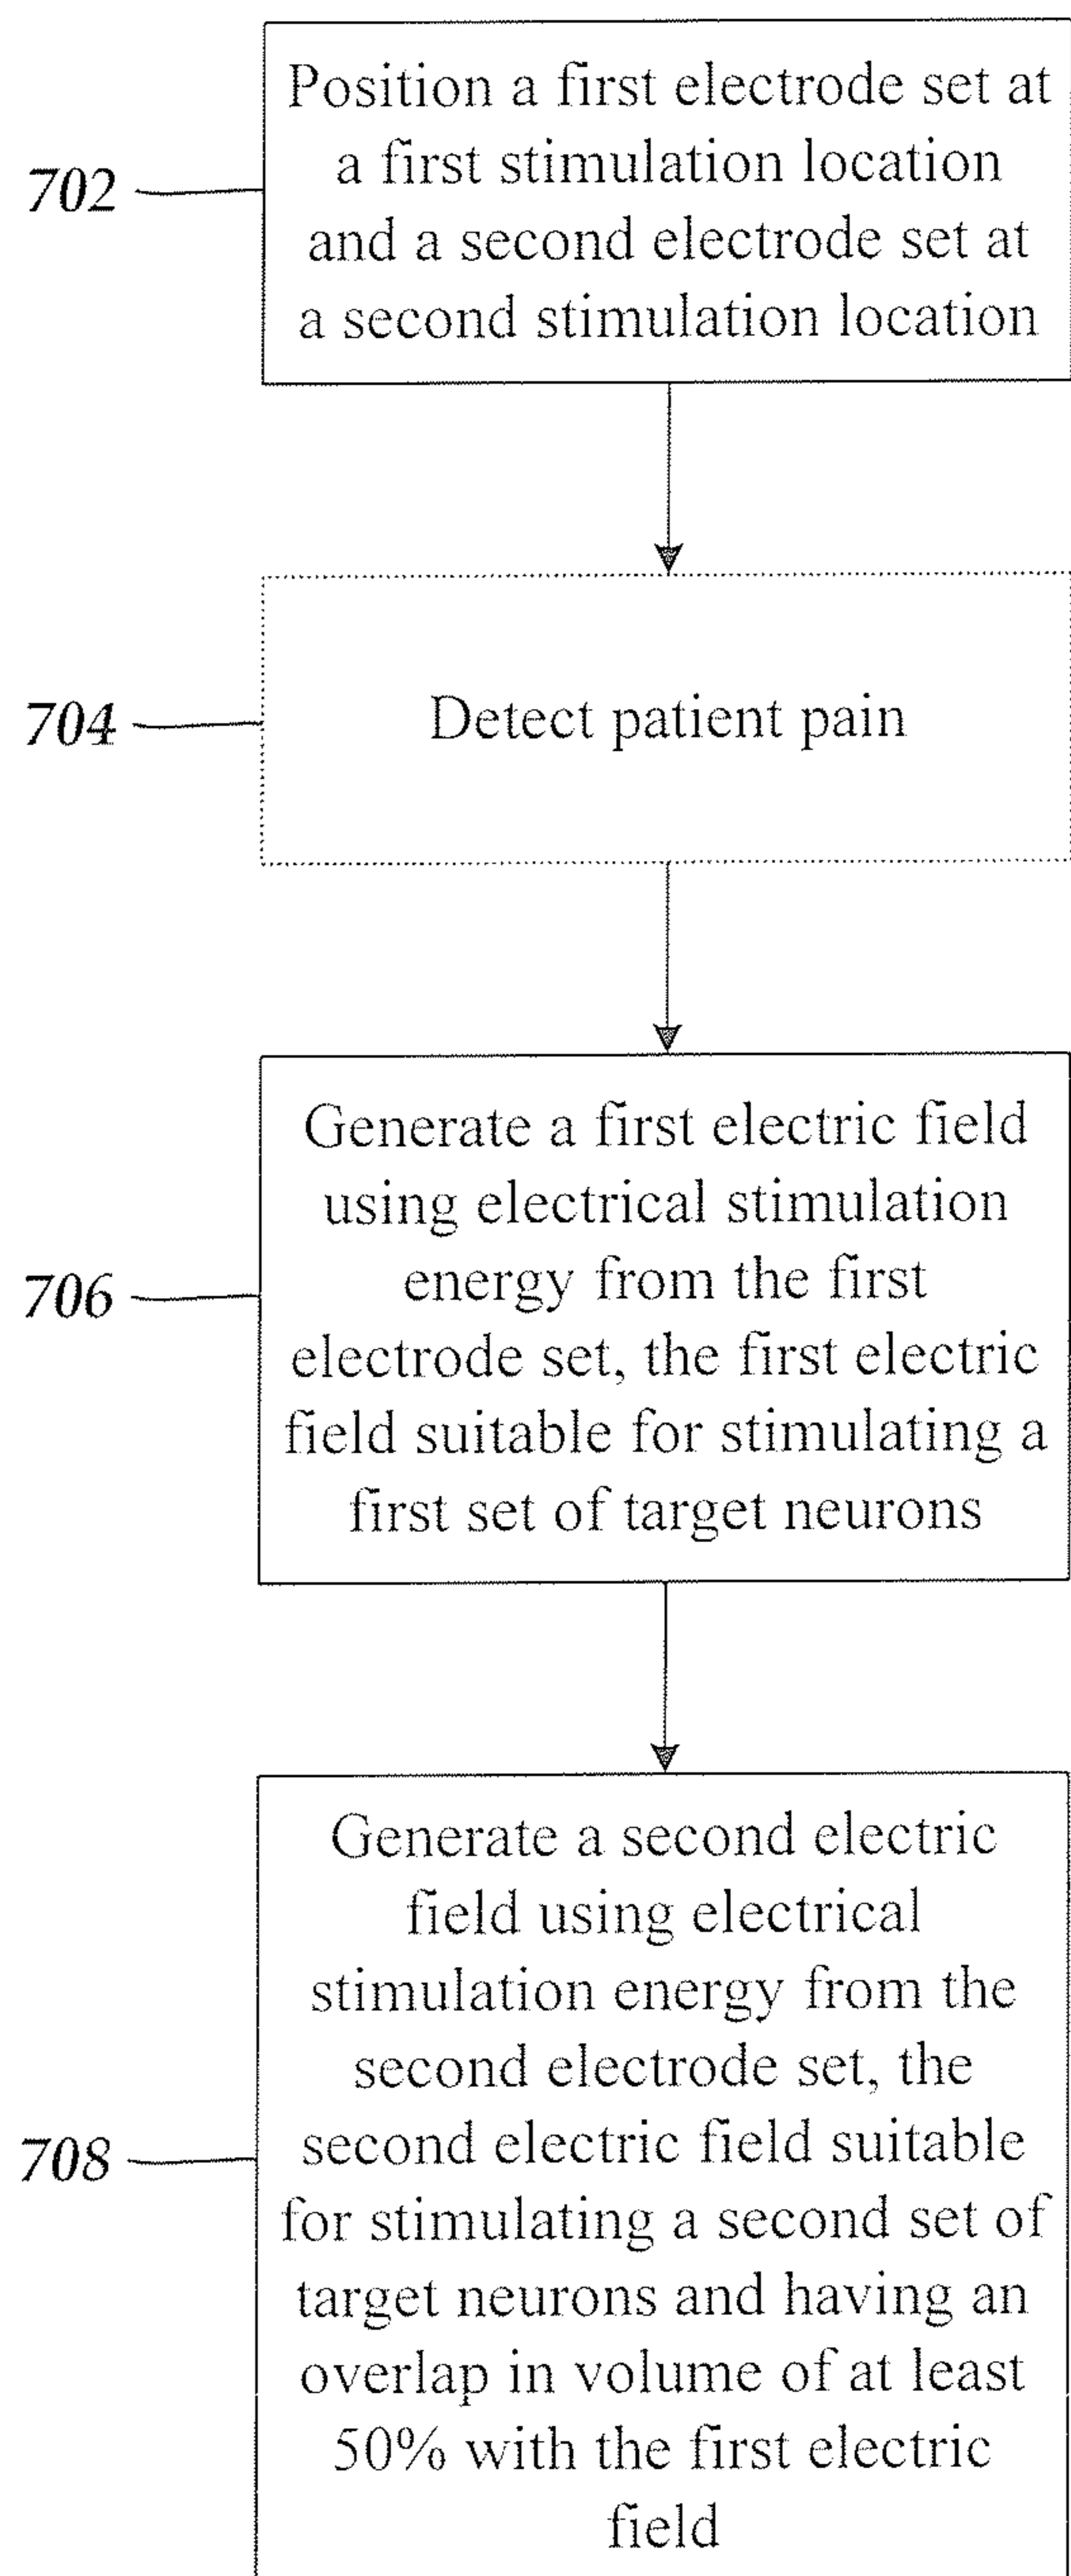 Position a first electrode set at
a first stimulation location
and a second electrode set at
a second stimulation location
702
Detect patient pain
704
Generate a first electric field
using electrical stimulation
energy from the first
electrode set, the first electric
field suitable for stimulating a
first set of target neurons
706
Generate a second electric
field using electrical
stimulation energy from the
second electrode set, the
second electric field suitable
for stimulating a second set of
target neurons and having an
overlap in volume of at least
50% with the first electric
field
708